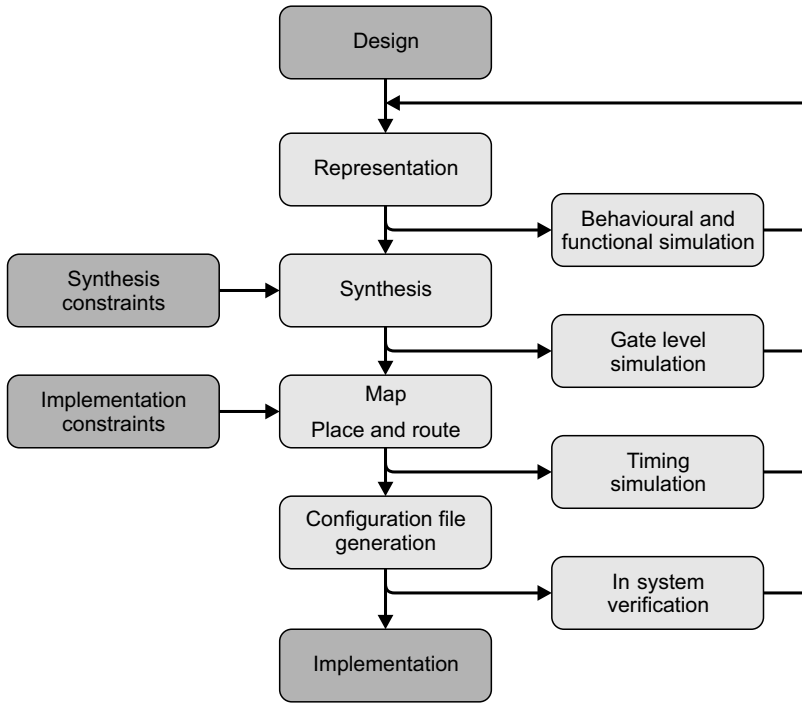 Design
Representation
Behavioural and
functional simulation
Synthesis
constraints
Synthesis
Gate level
simulation
Implementation
constraints
Map
Place and route
Timing
simulation
Configuration file
generation
In system
verification
Implementation